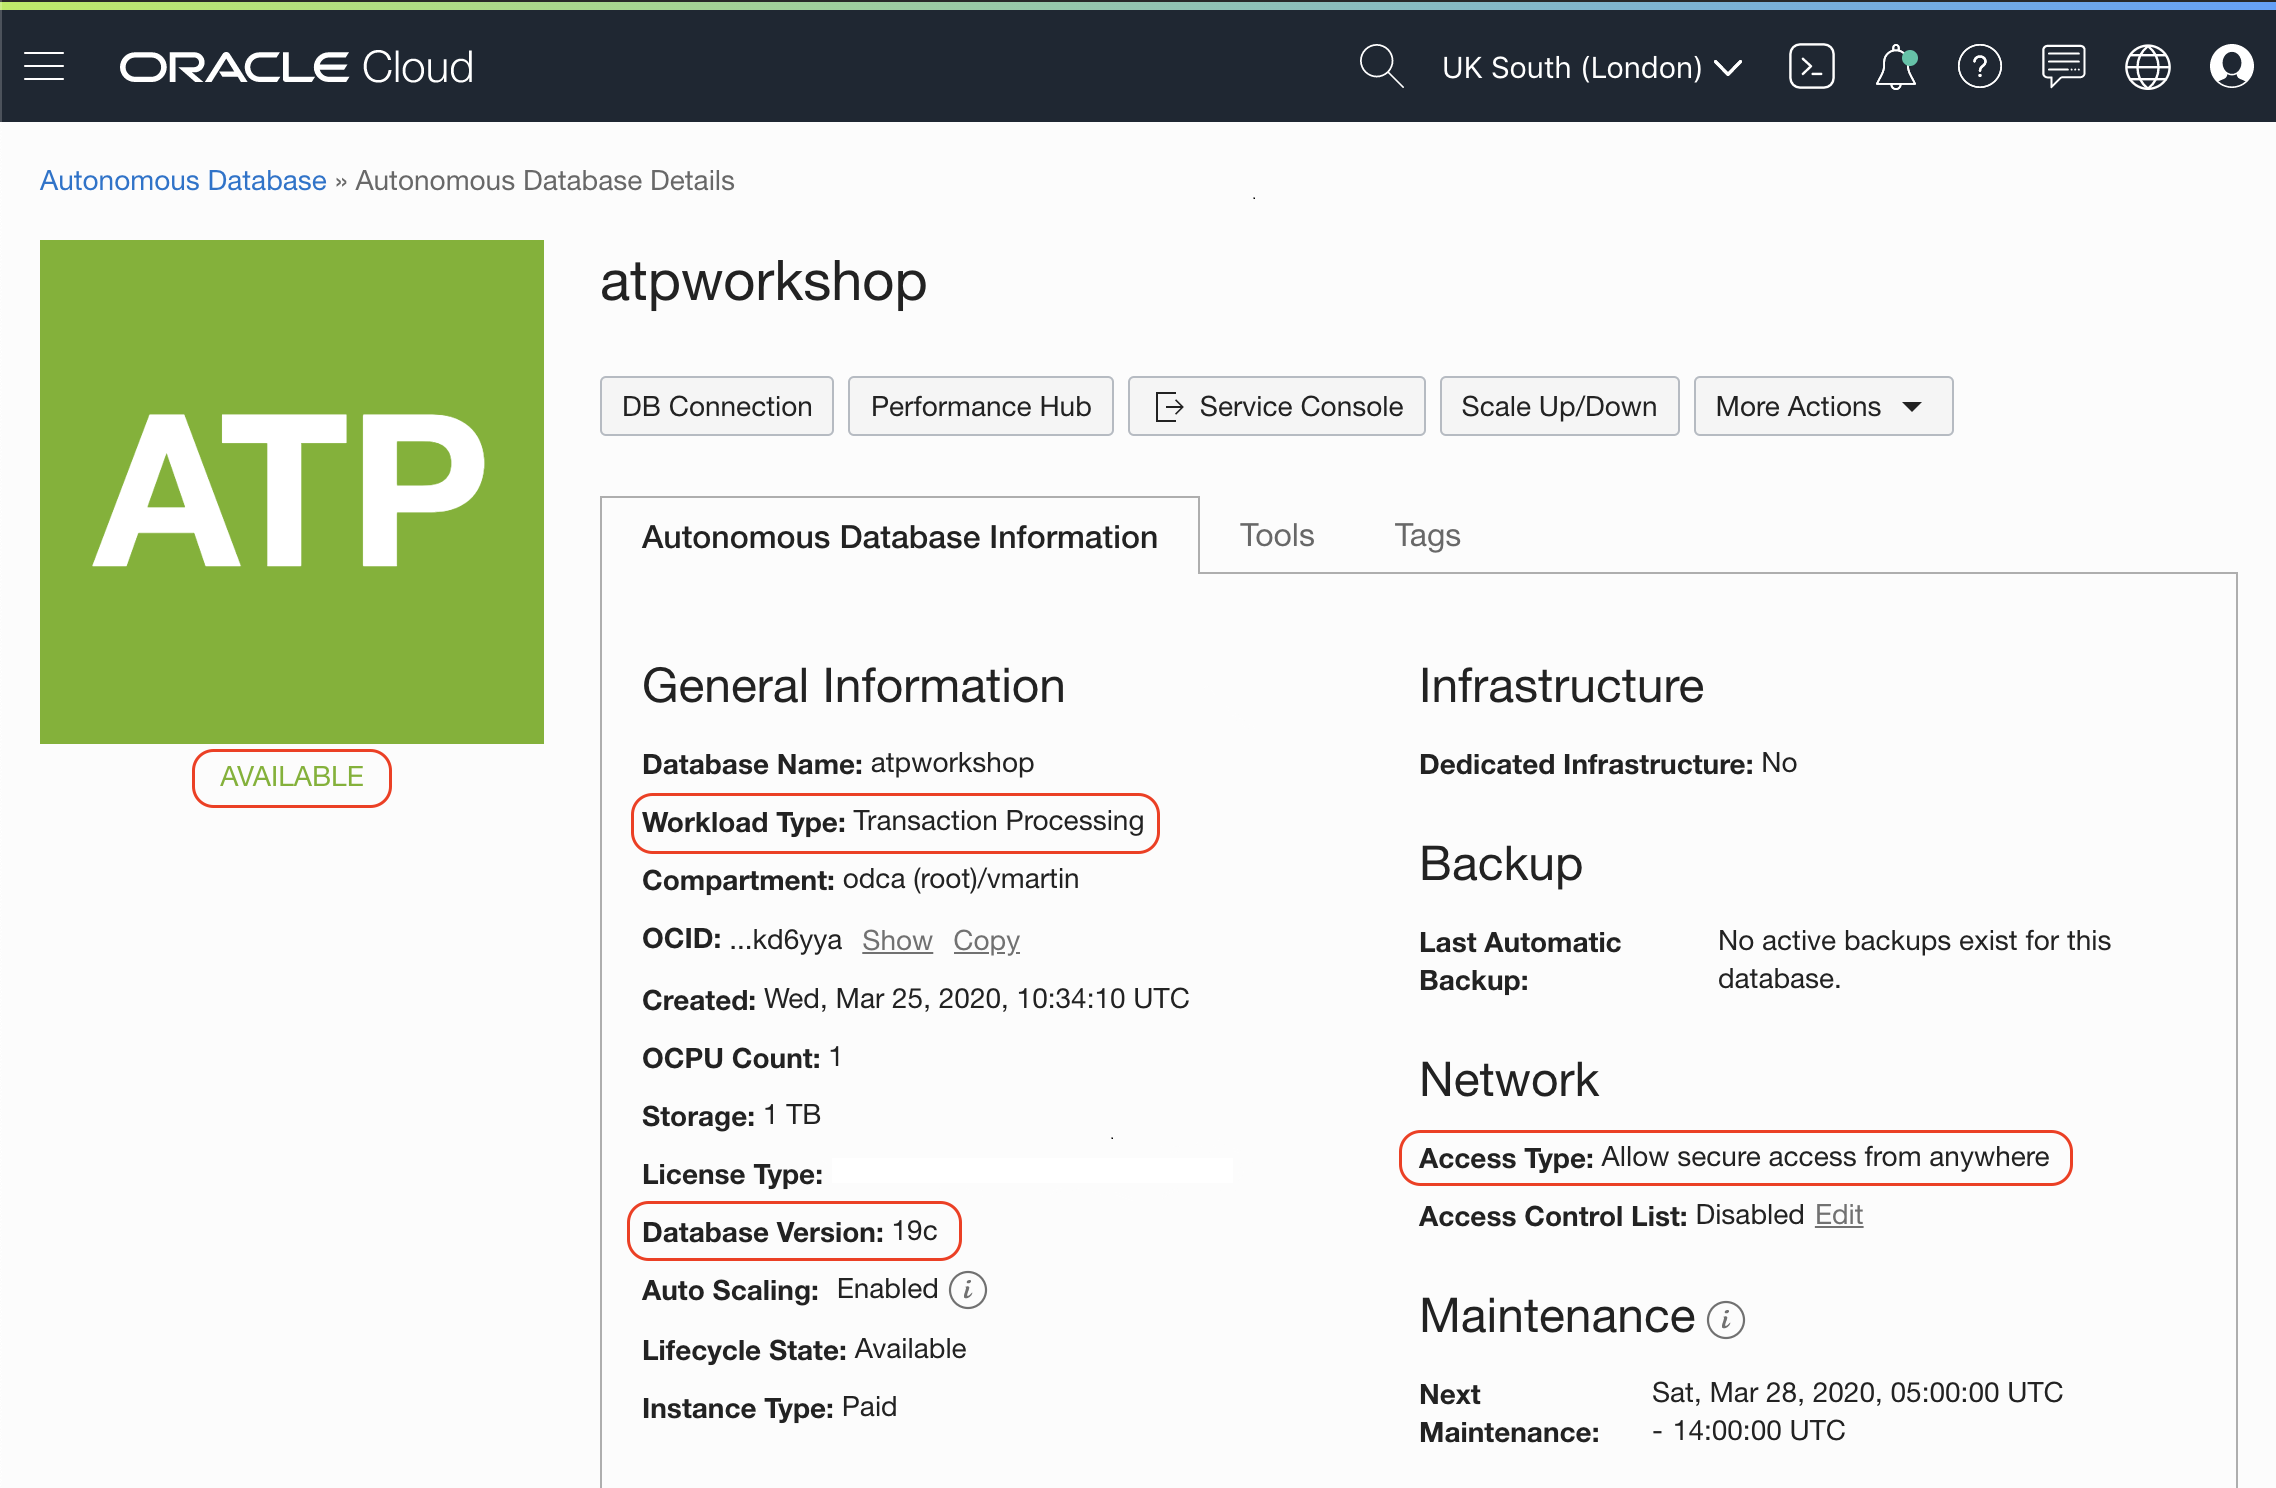 ORACLE Cloud
UK South (London)
Autonomous Database » Autonomous Database Details
ATP
AVAILABLE
atpworkshop
DB Connection
Performance Hub
Service Console
Scale Up/Down
More Actions
Autonomous Database Information
Tools
Tags
General Information
Database Name: atpworkshop
Workload Type: Transaction Processing
Compartment: odca (root)/vmartin
OCID: ...kd6yya Show Copy
Created: Wed, Mar 25, 2020, 10:34:10 UTC
OCPU Count: 1
Storage: 1 TB
License Type:
Database Version: 19c
Auto Scaling: Enabled
Lifecycle State: Available
Instance Type: Paid
Infrastructure
Dedicated Infrastructure: No
Backup
Last Automatic Backup: No active backups exist for this
database.
Network
Access Type: Allow secure access from anywhere
Access Control List: Disabled Edit
Maintenance
Next Maintenance: Sat, Mar 28, 2020, 05:00:00 UTC
- 14:00:00 UTC